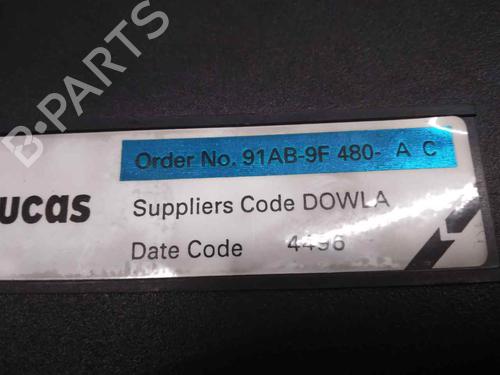 B-PARTS
Order No. 91AB-9F 480- A C
ucas
Suppliers Code DOWLA
Date Code 4496